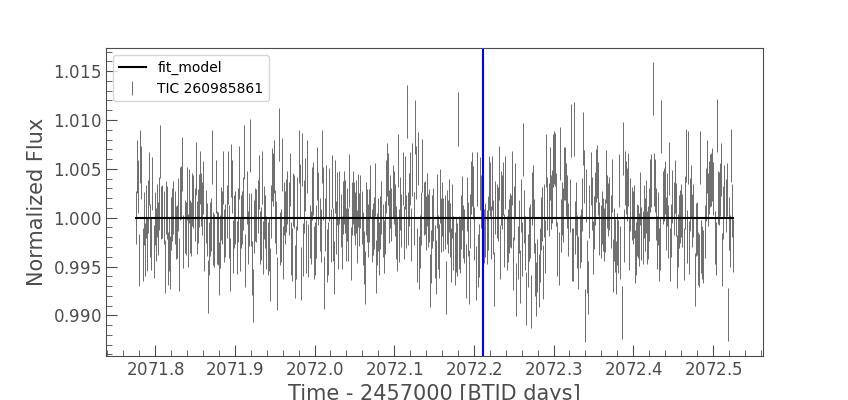 fit_model
TIC 260985861
1.015
1.010
1.005
1.000
0.995
0.990
Normalized Flux
2071.8 2071.9 2072.0 2072.1 2072.2 2072.3 2072.4 2072.5
Time - 2457000 [BTJD days]